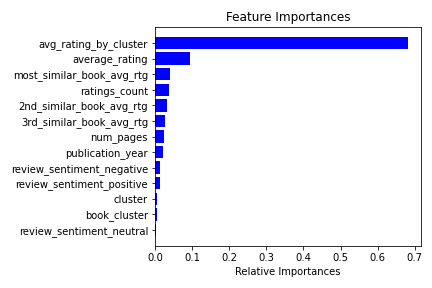 Feature Importances
avg_rating_by_cluster
average_rating
most_similar_book_avg_rtg
ratings_count
2nd_similar_book_avg_rtg
3rd_similar_book_avg_rtg
num_pages
publication_year
review_sentiment_negative
review_sentiment_positive
cluster
book_cluster
review_sentiment_neutral
0.0 0.1 0.2 0.3 0.4 0.5 0.6 0.7
Relative Importances